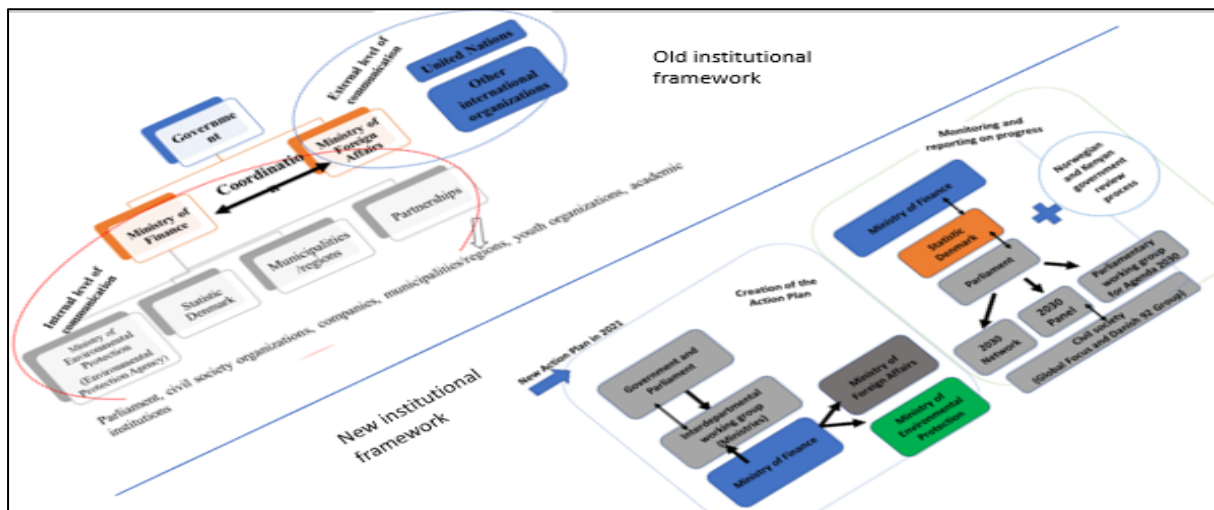 Old institutional
framework
External level of
communication
United Nations
Other
international
organizations
Governme
nt
Ministry of
Foreign
Affairs
Coordinatio
n
Ministry of
Finance
Partnerships
Municipalities
/regions
Statistic
Denmark
Internal level of
communication
Ministry of
Environmental
Protection
(Environmental
Protection Agency)
Parliament, civil society organizations, companies, municipalities/regions, youth organizations, academic
institutions
New institutional
framework
New Action Plan in 2021
Creation of the
Action Plan
Government and
Parliament
Interdepartmental
working group
(Ministries)
Ministry of Finance
Ministry of
Foreign Affairs
Ministry of
Environmental
Protection
Monitoring and
reporting on progress
Norwegian
and Kenyan
government
review
process
Ministry of Finance
Statistic
Denmark
Parliament
Parliamentary
working group
for Agenda 2030
2030
Panel
2030
Network
Civil society
(Global Focus and Danish 92 Group)